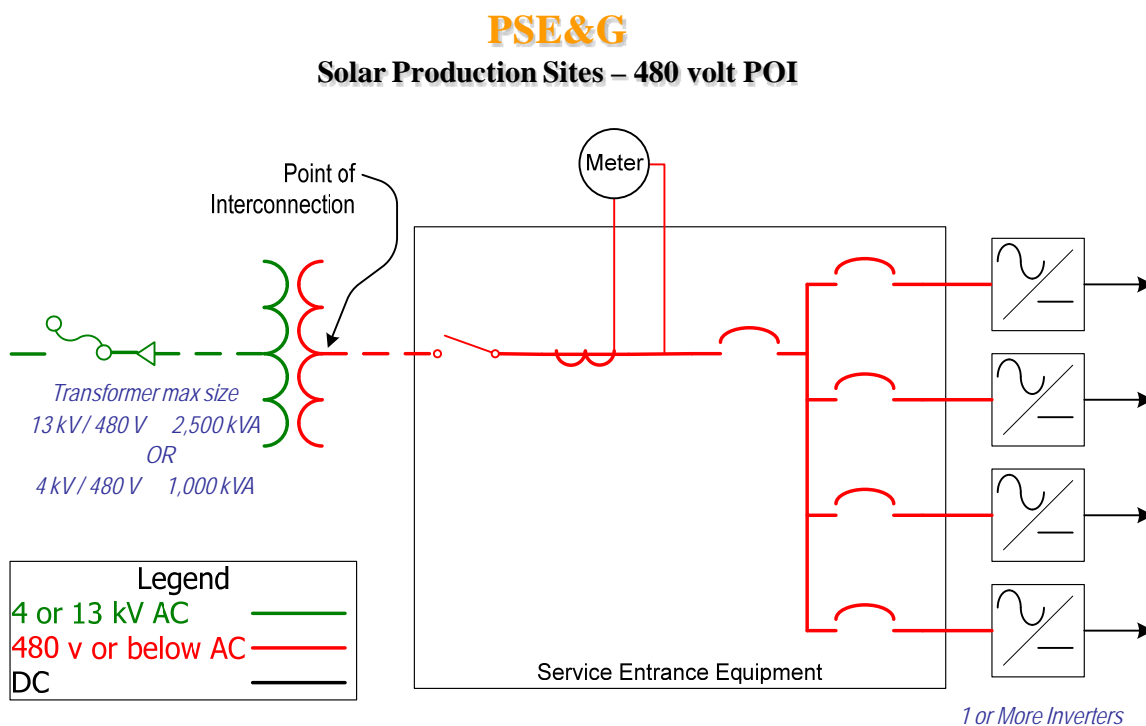 PSE&G
Solar Production Sites – 480 volt POI
Meter
Point of
Interconnection
Transformer max size
13 kV / 480 V 2,500 kVA
OR
4 kV / 480 V 1,000 kVA
Legend
4 or 13 kV AC
480 v or below AC
DC
Service Entrance Equipment
1 or More Inverters